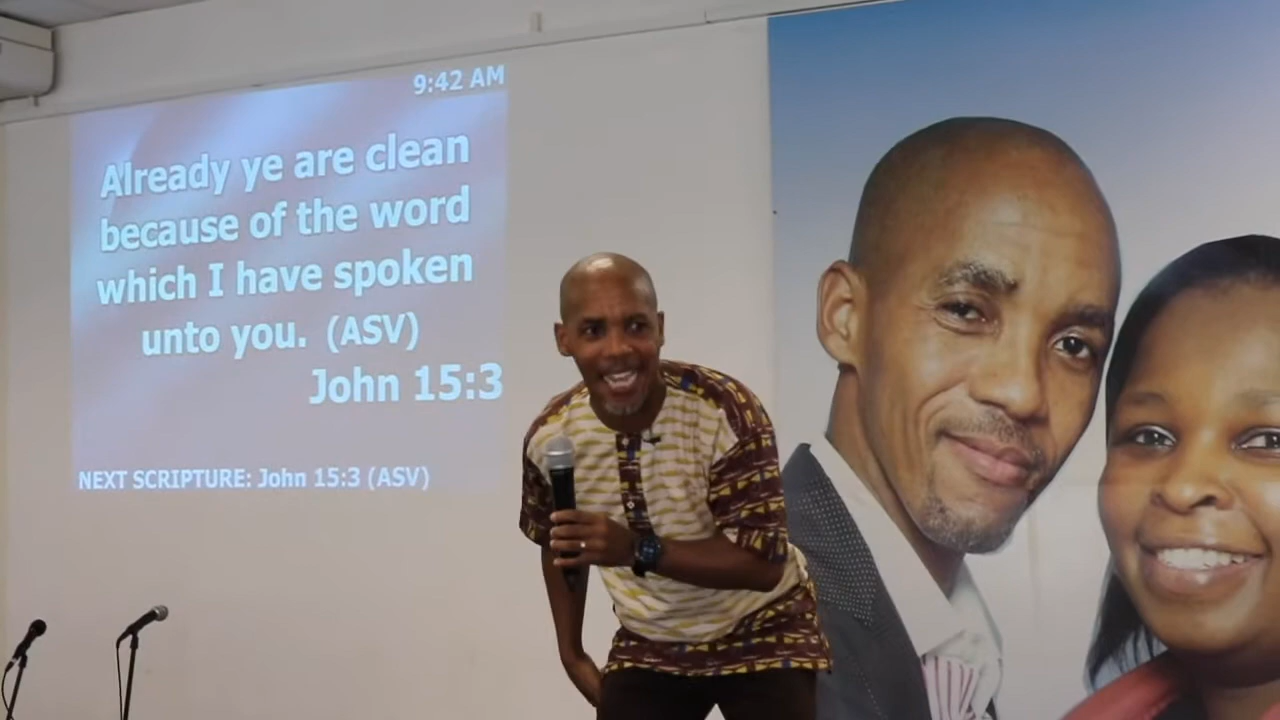 9:42 AM
Already ye are clean
because of the word
which I have spoken
unto you. (ASV)
John 15:3
NEXT SCRIPTURE: John 15:3 (ASV)